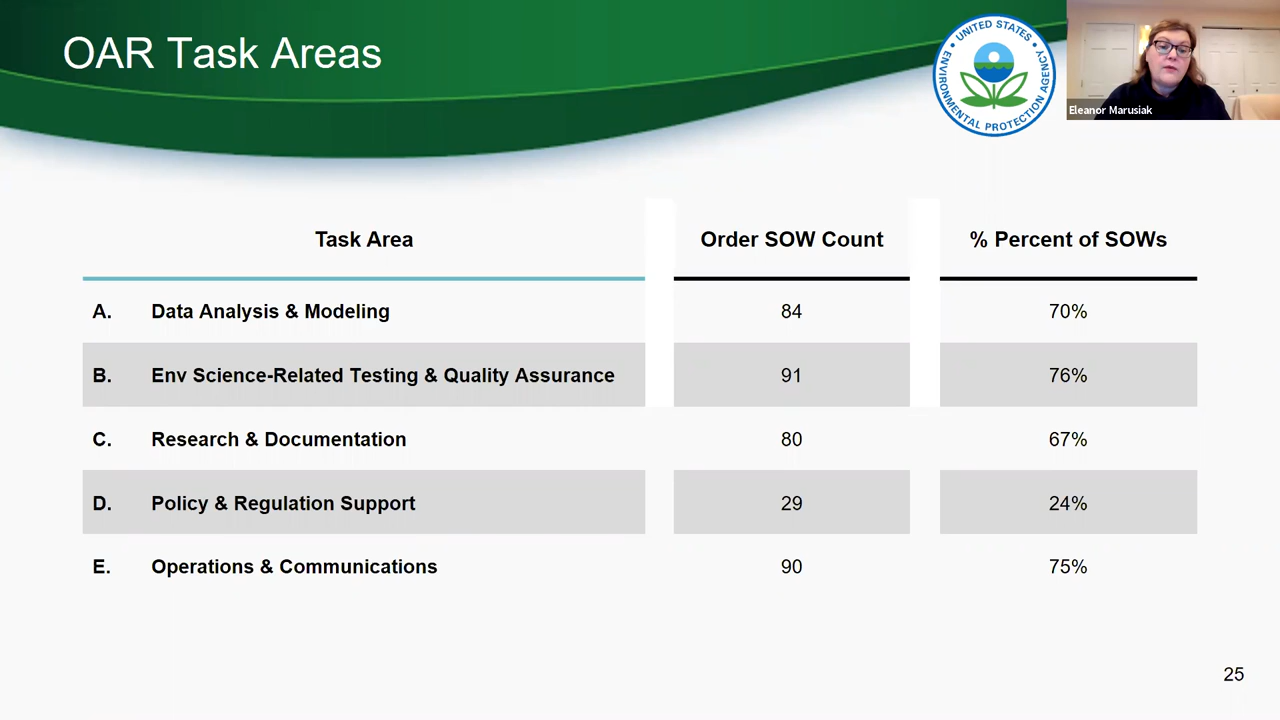 OAR Task Areas
UNITED STATES
ENVIRONMENTAL PROTECTION AGENCY
Eleanor Marusiak
Task Area Order SOW Count % Percent of SOWs
A. Data Analysis & Modeling 84 70%
B. Env Science-Related Testing & Quality Assurance 91 76%
C. Research & Documentation 80 67%
D. Policy & Regulation Support 29 24%
E. Operations & Communications 90 75%
25